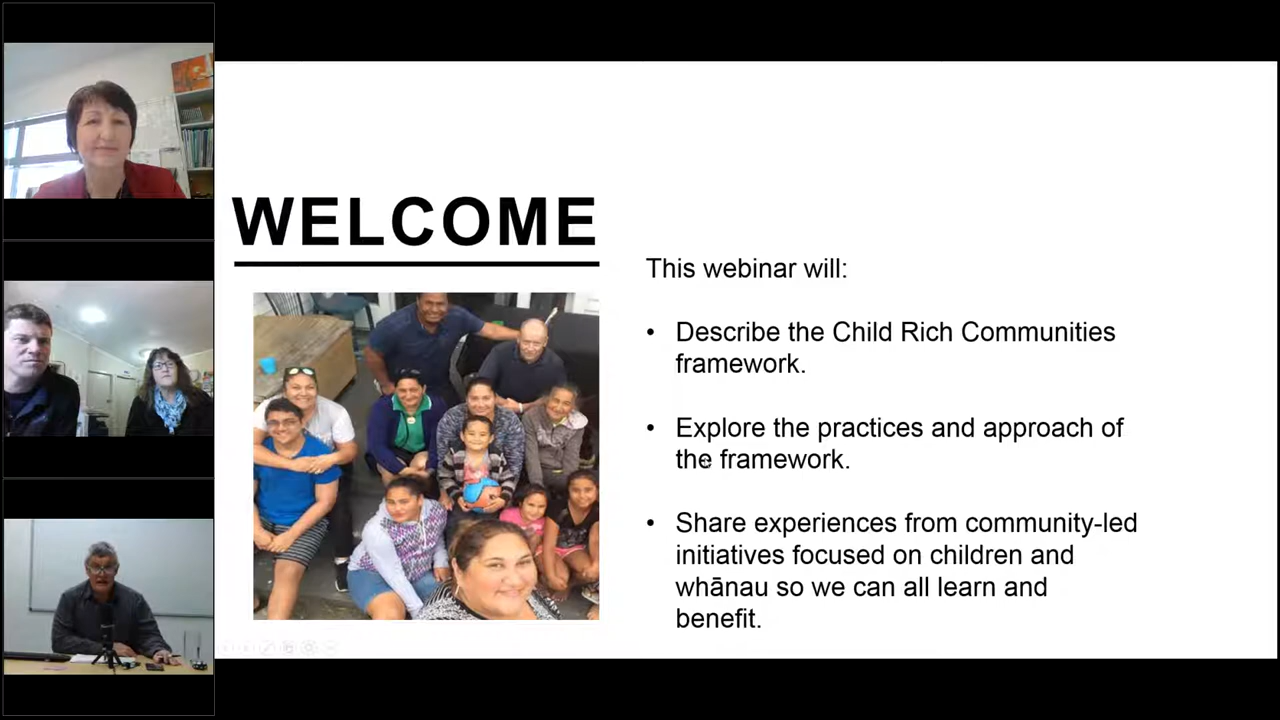 WELCOME
This webinar will:
• Describe the Child Rich Communities
framework.
• Explore the practices and approach of
the framework.
• Share experiences from community-led
initiatives focused on children and
whānau so we can all learn and
benefit.